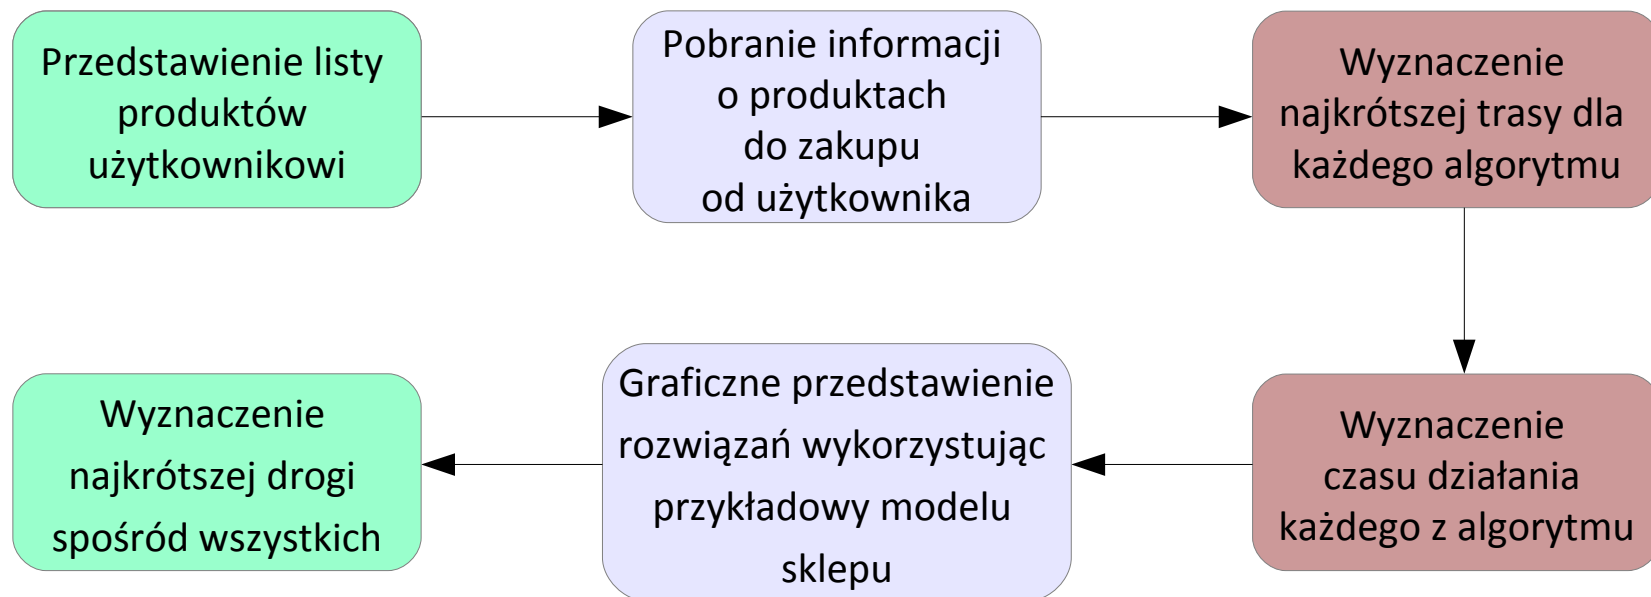 Przedstawienie listy
produktów
użytkownikowi
Pobranie informacji
o produktach
do zakupu
od użytkownika
Wyznaczenie
najkrótszej trasy dla
każdego algorytmu
Wyznaczenie
czasu działania
każdego z algorytmu
Graficzne przedstawienie
rozwiązań wykorzystując
przykładowy modelu
sklepu
Wyznaczenie
najkrótszej drogi
spośród wszystkich